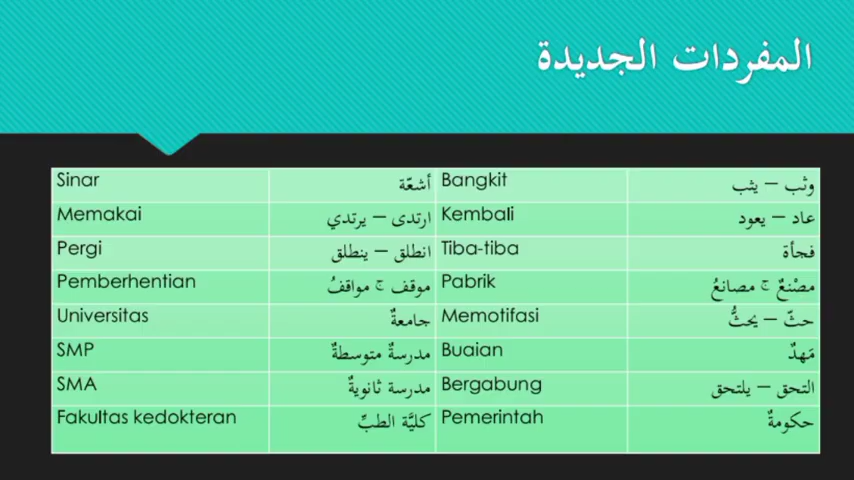 المفردات الجديدة
Sinar أشعّة Bangkit وثب – يثب
Memakai ارتدى – يرتدي Kembali عاد – يعود
Pergi انطلق – ينطلق Tiba-tiba فجأة
Pemberhentian موقف ج مواقفُ Pabrik مصْنعٌ ج مصانعُ
Universitas جامعةٌ Memotifasi حثّ – يحثُّ
SMP مدرسةٌ متوسطةٌ Buaian مَهدٌ
SMA مدرسة ثانويةٌ Bergabung التحق – يلتحق
Fakultas kedokteran كليَّة الطبِّ Pemerintah حكومةٌ